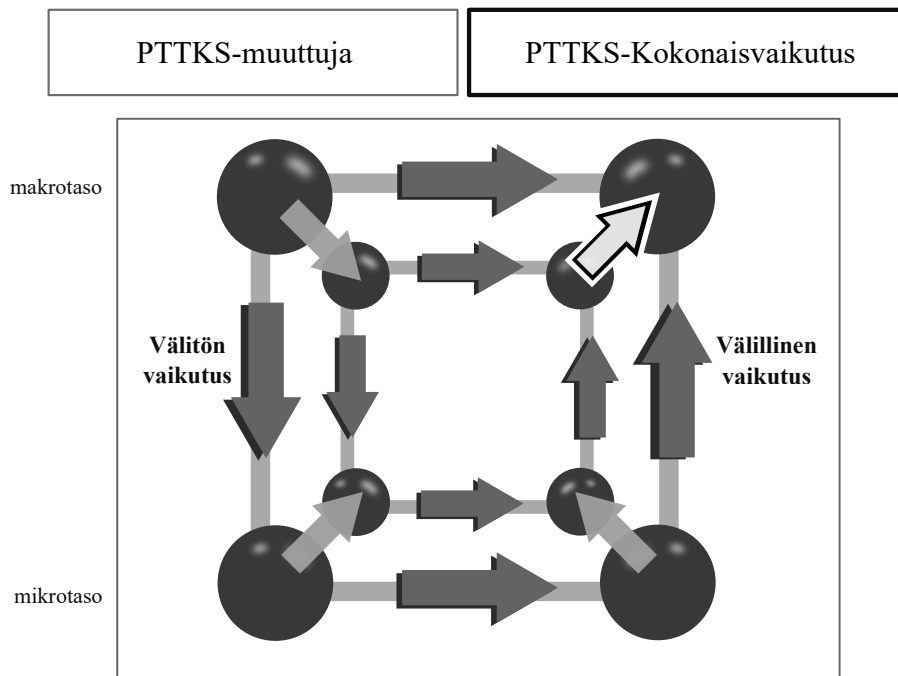 PTTKS-muuttuja
PTTKS-Kokonaisvaikutus
makrotaso
Välitön
vaikutus
Välillinen
vaikutus
mikrotaso